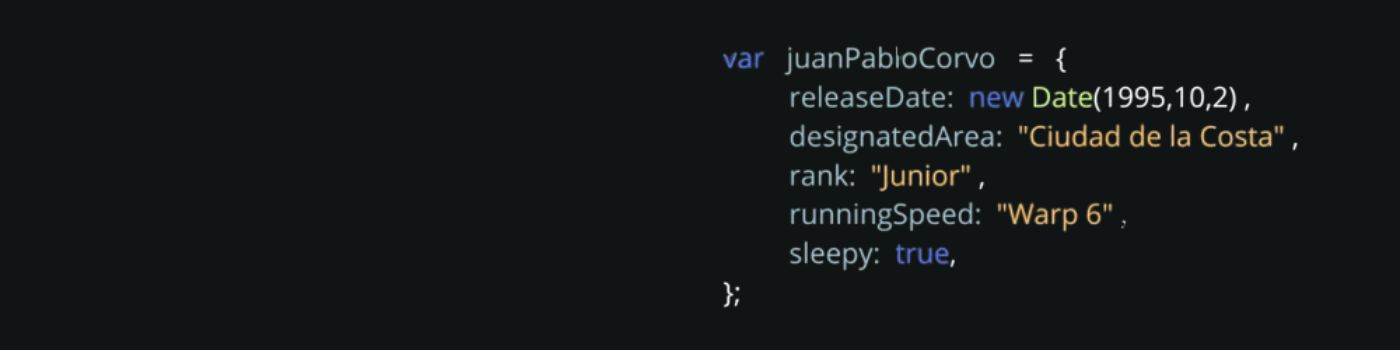 var juanPabloCorvo = {
releaseDate: new Date(1995,10,2) ,
designatedArea: "Ciudad de la Costa" ,
rank: "Junior" ,
runningSpeed: "Warp 6" ,
sleepy: true,
};